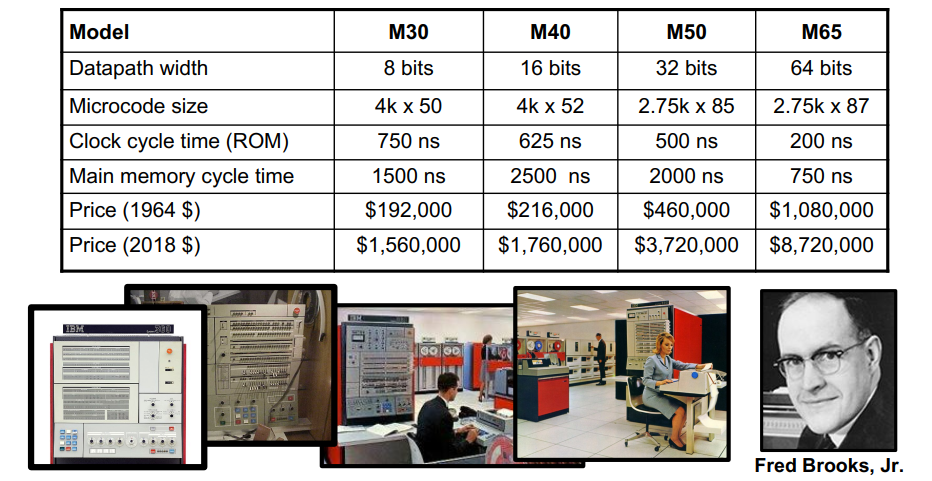 Model M30 M40 M50 M65
Datapath width 8 bits 16 bits 32 bits 64 bits
Microcode size 4k x 50 4k x 52 2.75k x 85 2.75k x 87
Clock cycle time (ROM) 750 ns 625 ns 500 ns 200 ns
Main memory cycle time 1500 ns 2500 ns 2000 ns 750 ns
Price (1964 $) $192,000 $216,000 $460,000 $1,080,000
Price (2018 $) $1,560,000 $1,760,000 $3,720,000 $8,720,000
IBM 360
Fred Brooks, Jr.